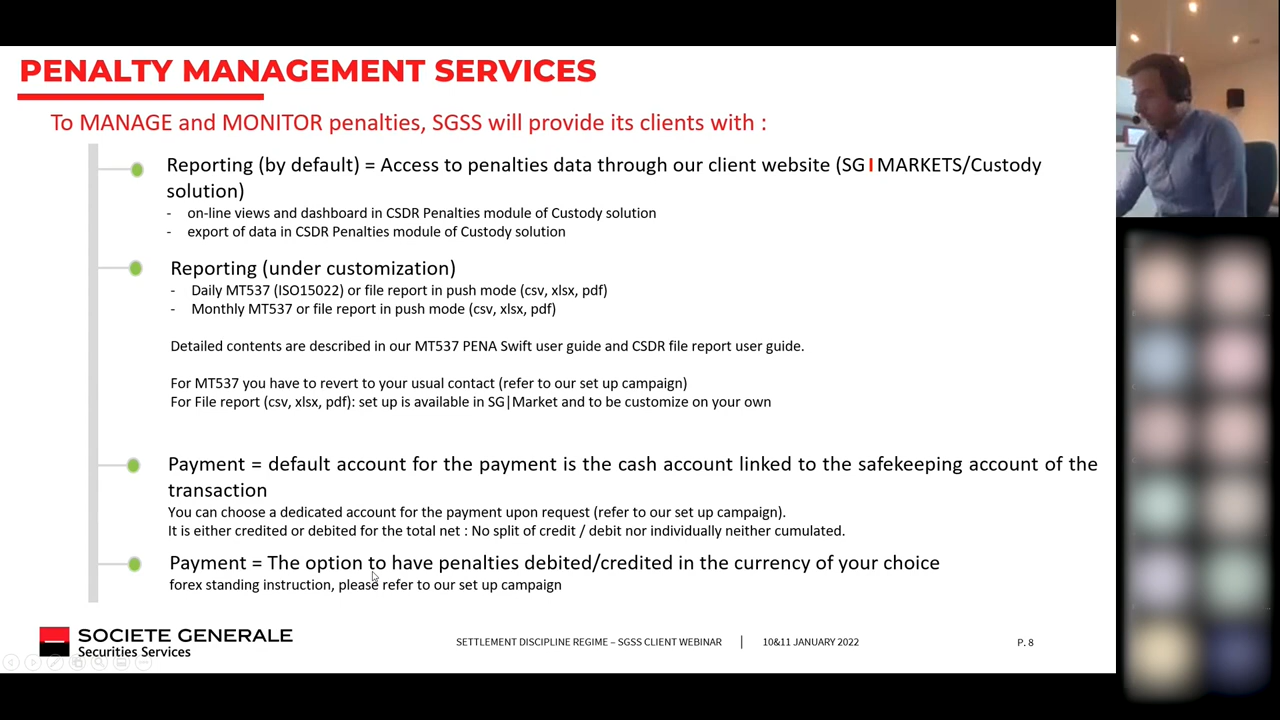 PENALTY MANAGEMENT SERVICES
To MANAGE and MONITOR penalties, SGSS will provide its clients with :
Reporting (by default) = Access to penalties data through our client website (SG|MARKETS/Custody
solution)
- on-line views and dashboard in CSDR Penalties module of Custody solution
- export of data in CSDR Penalties module of Custody solution
Reporting (under customization)
- Daily MT537 (ISO15022) or file report in push mode (csv, xlsx, pdf)
- Monthly MT537 or file report in push mode (csv, xlsx, pdf)
Detailed contents are described in our MT537 PENA Swift user guide and CSDR file report user guide.
For MT537 you have to revert to your usual contact (refer to our set up campaign)
For File report (csv, xlsx, pdf): set up is available in SG|Market and to be customize on your own
Payment = default account for the payment is the cash account linked to the safekeeping account of the
transaction
You can choose a dedicated account for the payment upon request (refer to our set up campaign).
It is either credited or debited for the total net : No split of credit / debit nor individually neither cumulated.
Payment = The option to have penalties debited/credited in the currency of your choice
forex standing instruction, please refer to our set up campaign
SOCIETE GENERALE
Securities Services
SETTLEMENT DISCIPLINE REGIME – SGSS CLIENT WEBINAR | 10&11 JANUARY 2022
P. 8